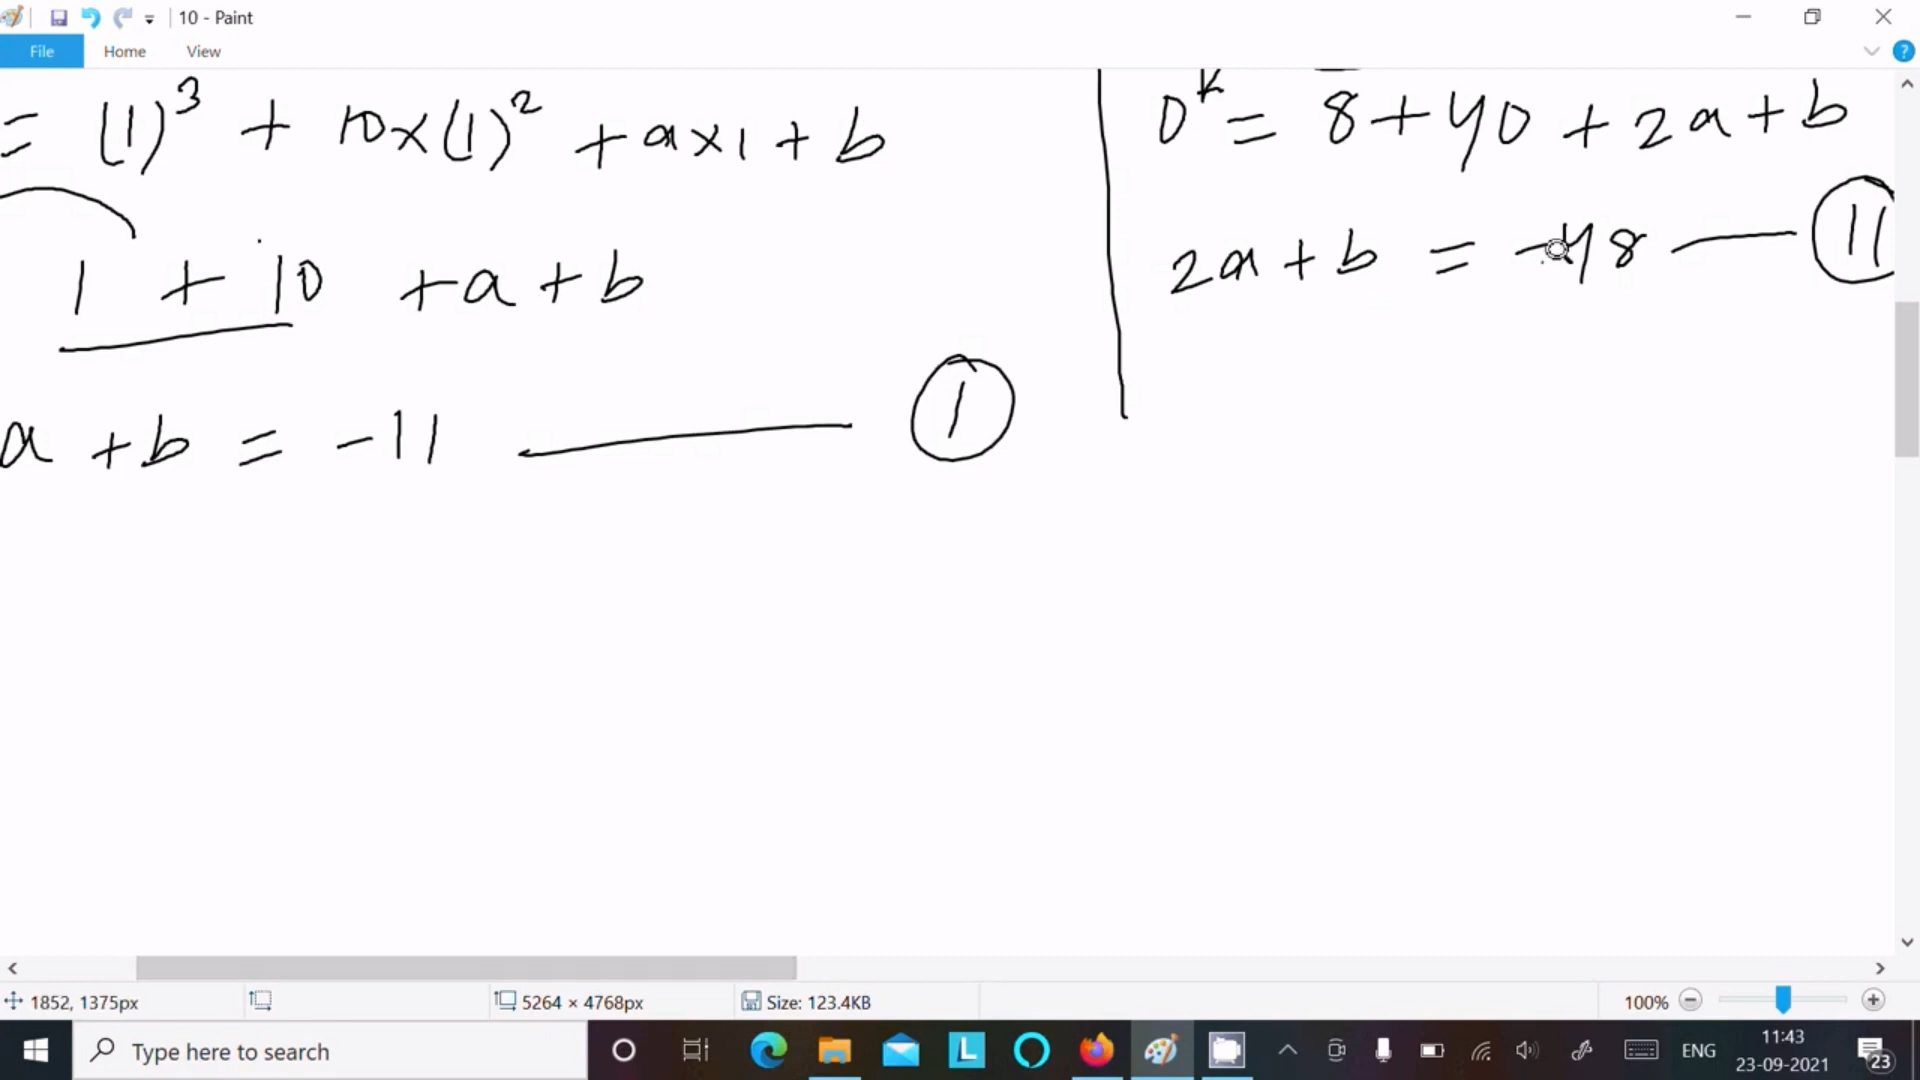 10 - Paint
File Home View
= (1)³ + 10×(1)² + a×1 + b
1 + 10 + a + b
a + b = -11 ——— ①
0 = 8 + 40 + 2a + b
2a + b = -48 —— 11
1852, 1375px
5264 × 4768px
Size: 123.4KB
100%
Type here to search
L
ENG
11:43
23-09-2021
23